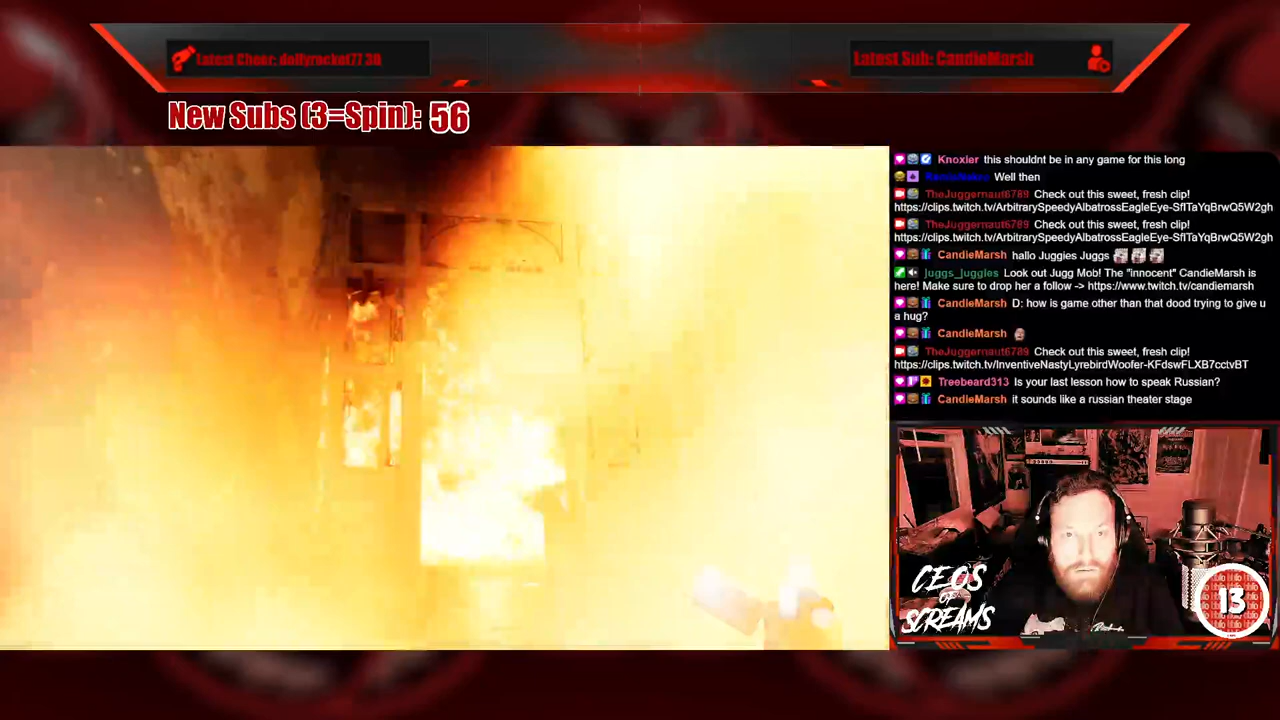 Latest Cheer: dollyrocket77 30
Latest Sub: CandieMarsh
New Subs (3=Spin): 56
Knoxier this shouldnt be in any game for this long
Well then
TheJuggernaut6789 Check out this sweet, fresh clip!
https://clips.twitch.tv/ArbitrarySpeedyAlbatrossEagleEye-SfITaYqBrwQ5W2gh
TheJuggernaut6789 Check out this sweet, fresh clip!
https://clips.twitch.tv/ArbitrarySpeedyAlbatrossEagleEye-SfITaYqBrwQ5W2gh
CandieMarsh hallo Juggies Juggs
juggs_juggles Look out Jugg Mob! The "innocent" CandieMarsh is
here! Make sure to drop her a follow -> https://www.twitch.tv/candiemarsh
CandieMarsh D: how is game other than that dood trying to give u
a hug?
CandieMarsh
TheJuggernaut6789 Check out this sweet, fresh clip!
https://clips.twitch.tv/InventiveNastyLyrebirdWoofer-KFdswFLXB7cctvBT
Treebeard313 Is your last lesson how to speak Russian?
CandieMarsh it sounds like a russian theater stage
CEOS
OF
SCREAMS
13